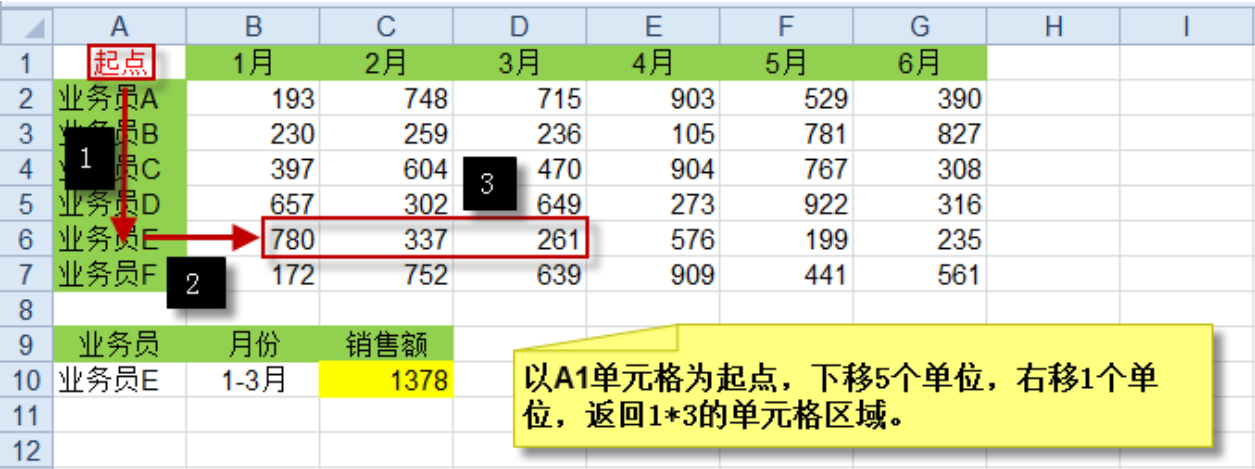 A B C D E F G H I
1 起点 1月 2月 3月 4月 5月 6月
2 业务员A 193 748 715 903 529 390
3 业务员B 230 259 236 105 781 827
4 员C 397 604 470 904 767 308
5 业务员D 657 302 649 273 922 316
6 业务员E 780 337 261 576 199 235
7 业务员F 172 752 639 909 441 561
1
2
3
8
9 业务员 月份 销售额
10 业务员E 1-3月 1378
11
12
以A1单元格为起点，下移5个单位，右移1个单
位，返回1*3的单元格区域。